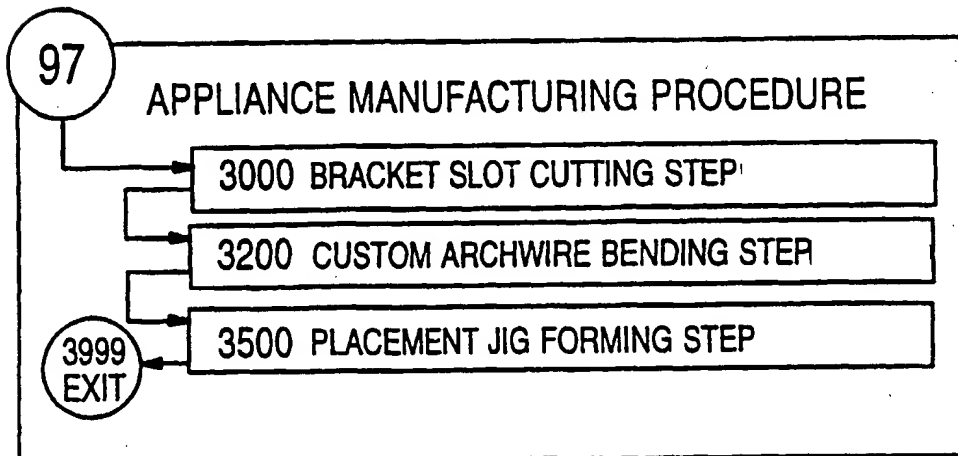 97
APPLIANCE MANUFACTURING PROCEDURE
3000 BRACKET SLOT CUTTING STEP
3200 CUSTOM ARCHWIRE BENDING STEP
3500 PLACEMENT JIG FORMING STEP
3999
EXIT